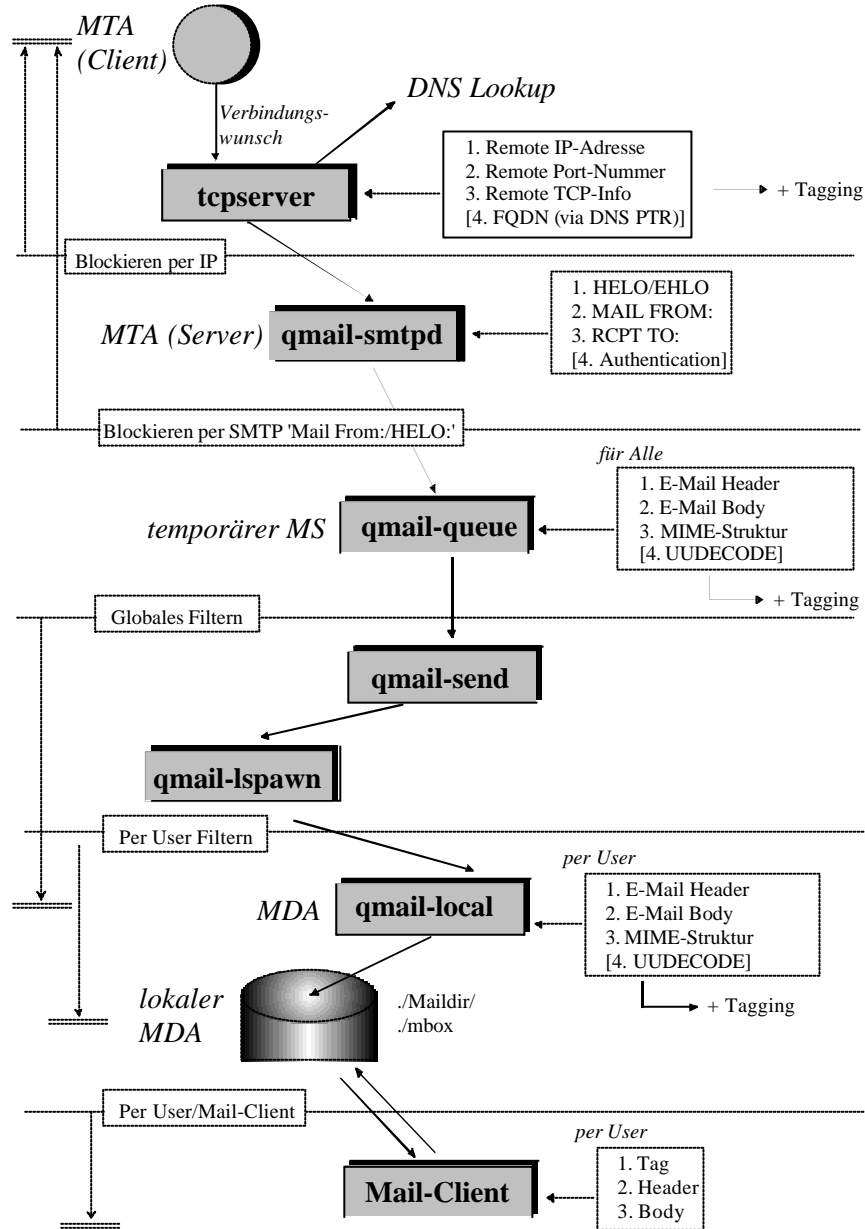 MTA
(Client)
DNS Lookup
Verbindungs-
wunsch
tcpserver
1. Remote IP-Adresse
2. Remote Port-Nummer
3. Remote TCP-Info
[4. FQDN (via DNS PTR)]
+ Tagging
Blockieren per IP
MTA (Server)
qmail-smtpd
1. HELO/EHLO
2. MAIL FROM:
3. RCPT TO:
[4. Authentication]
Blockieren per SMTP 'Mail From:/HELO:'
für Alle
temporärer MS
qmail-queue
1. E-Mail Header
2. E-Mail Body
3. MIME-Struktur
[4. UUDECODE]
+ Tagging
Globales Filtern
qmail-send
qmail-lspawn
Per User Filtern
per User
MDA
qmail-local
1. E-Mail Header
2. E-Mail Body
3. MIME-Struktur
[4. UUDECODE]
+ Tagging
lokaler
MDA
./Maildir/
./mbox
Per User/Mail-Client
per User
Mail-Client
1. Tag
2. Header
3. Body